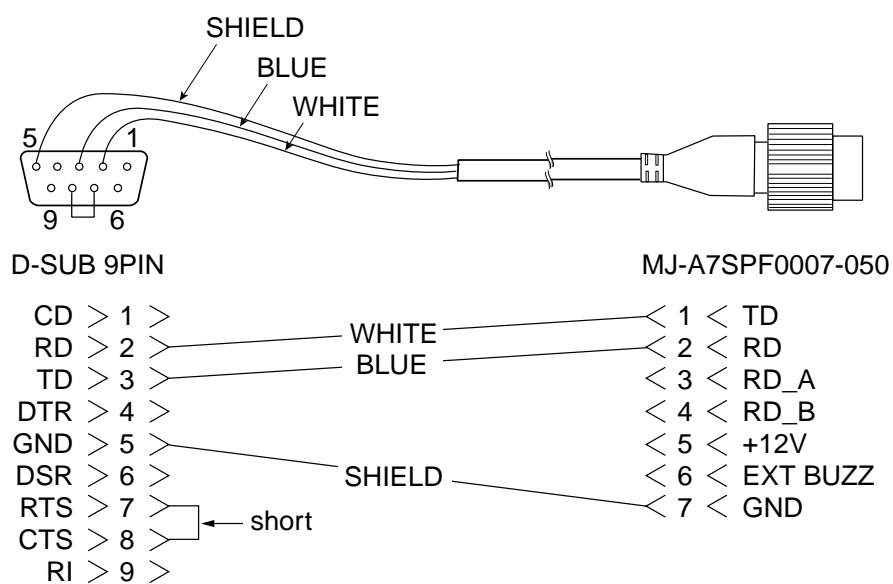 SHIELD
BLUE
WHITE
5 1
9 6
D-SUB 9PIN MJ-A7SPF0007-050
CD 1 1 TD
RD 2 WHITE 2 RD
TD 3 BLUE 3 RD_A
DTR 4 4 RD_B
GND 5 5 +12V
DSR 6 SHIELD 6 EXT BUZZ
RTS 7 7 GND
short
CTS 8
RI 9